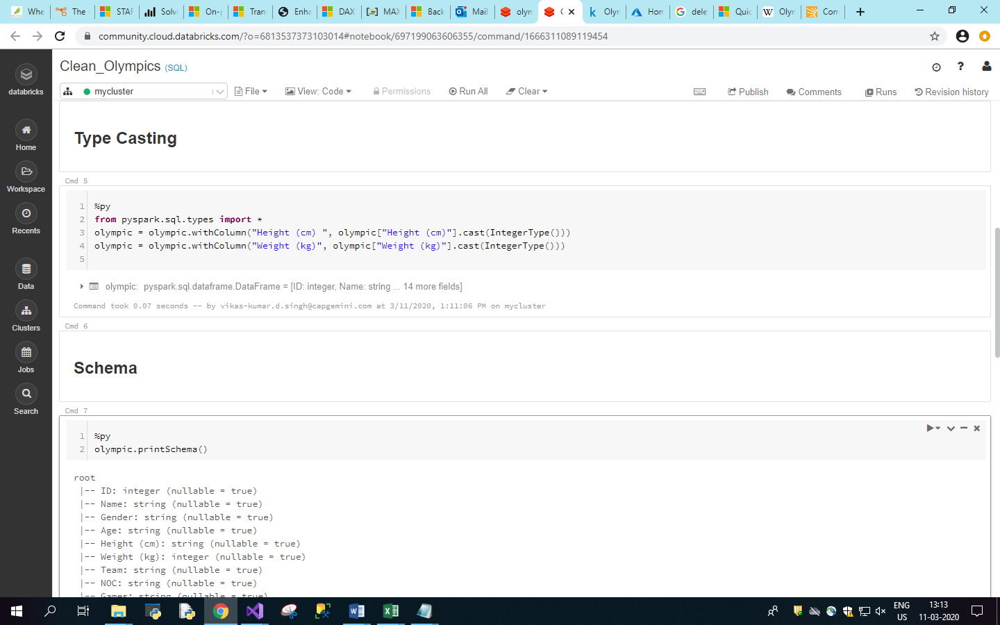 Whe
The
STAF
Solv
On-p
Tran
Enha
DAX
MAX
Back
Mail
olym
Olyn
Hom
dele
Quic
Olyn
Com
community.cloud.databricks.com/?o=6813537373103014#notebook/697199063606355/command/1666311089119454
databricks
Home
Workspace
Recents
Data
Clusters
Jobs
Search
Clean_Olympics (SQL)
mycluster
File
View: Code
Permissions
Run All
Clear
Publish
Comments
Runs
Revision history
Type Casting
Cmd 5
1 %py
2 from pyspark.sql.types import *
3 olympic = olympic.withColumn("Height (cm) ", olympic["Height (cm)"].cast(IntegerType()))
4 olympic = olympic.withColumn("Weight (kg)", olympic["Weight (kg)"].cast(IntegerType()))
5
olympic: pyspark.sql.dataframe.DataFrame = [ID: integer, Name: string ... 14 more fields]
Command took 0.07 seconds -- by vikas-kumar.d.singh@capgemini.com at 3/11/2020, 1:11:06 PM on mycluster
Cmd 6
Schema
Cmd 7
1 %py
2 olympic.printSchema()
root
|-- ID: integer (nullable = true)
|-- Name: string (nullable = true)
|-- Gender: string (nullable = true)
|-- Age: string (nullable = true)
|-- Height (cm): string (nullable = true)
|-- Weight (kg): integer (nullable = true)
|-- Team: string (nullable = true)
|-- NOC: string (nullable = true)
|-- Games: string (nullable = true)
ENG
US
13:13
11-03-2020